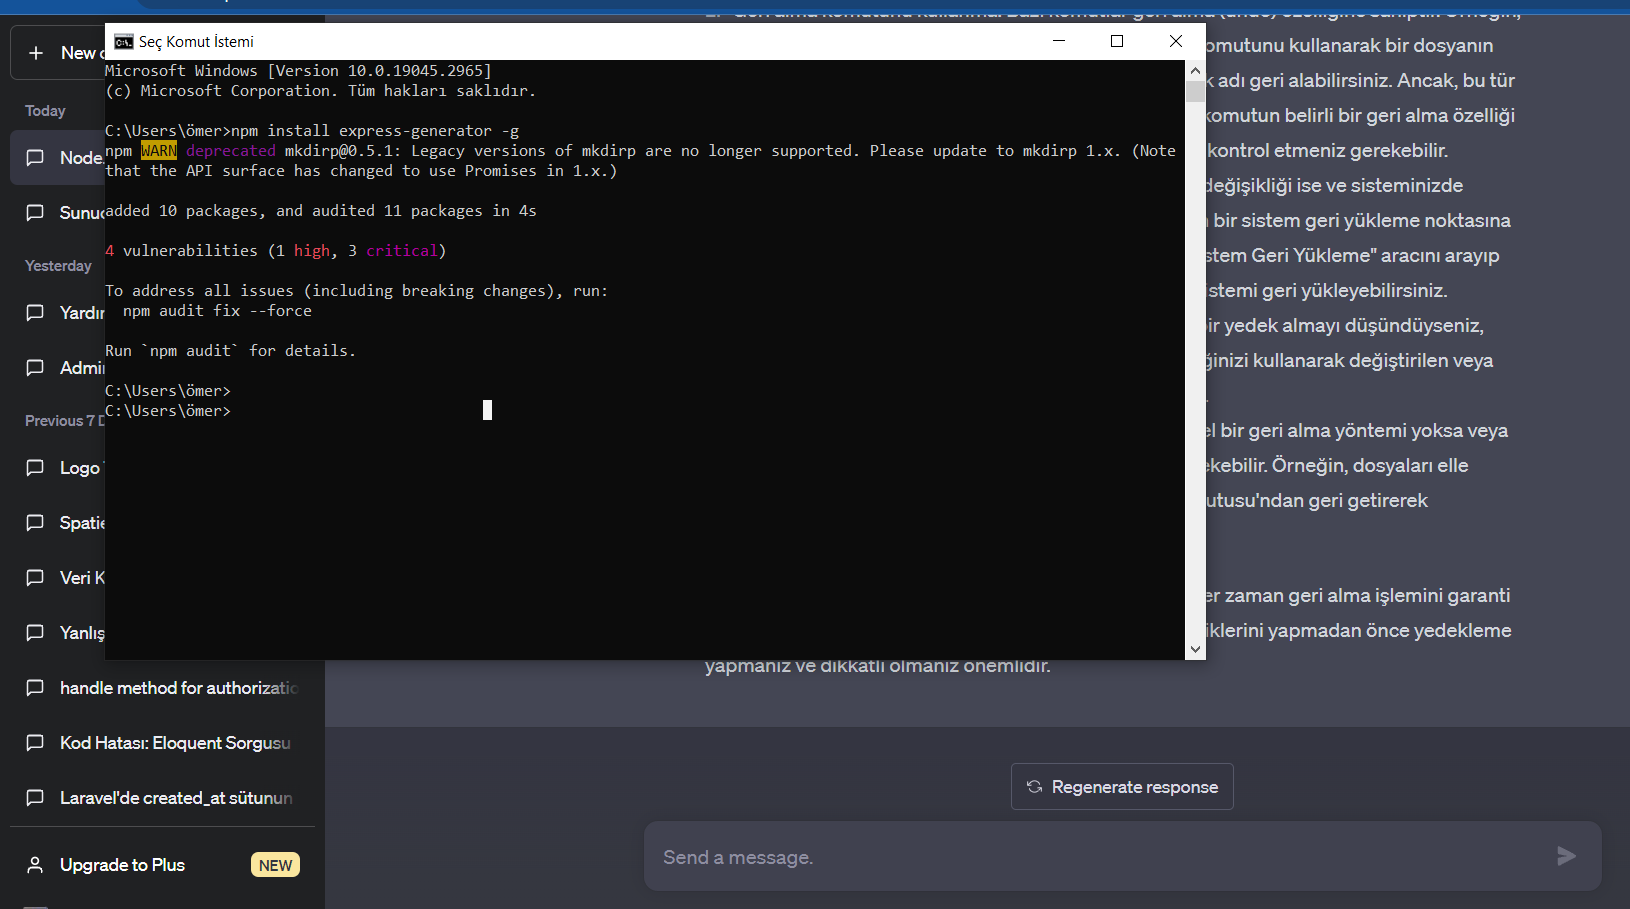 New
Today
Node.
Sunuc
Yesterday
Yardır
Admi
Previous 7 D
Logo
Spatie
Veri K
Yanlış
handle method for authorizatio
Kod Hatası: Eloquent Sorgusu
Laravel'de created_at sütunun
Upgrade to Plus
NEW
Seç Komut İstemi
Microsoft Windows [Version 10.0.19045.2965]
(c) Microsoft Corporation. Tüm hakları saklıdır.
C:\Users\ömer>npm install express-generator -g
npm WARN deprecated mkdirp@0.5.1: Legacy versions of mkdirp are no longer supported. Please update to mkdirp 1.x. (Note
that the API surface has changed to use Promises in 1.x.)
added 10 packages, and audited 11 packages in 4s
4 vulnerabilities (1 high, 3 critical)
To address all issues (including breaking changes), run:
npm audit fix --force
Run `npm audit` for details.
C:\Users\ömer>
C:\Users\ömer>
komutunu kullanarak bir dosyanın
k adı geri alabilirsiniz. Ancak, bu tür
komutun belirli bir geri alma özelliği
kontrol etmeniz gerekebilir.
değişikliği ise ve sisteminizde
bir sistem geri yükleme noktasına
stem Geri Yükleme" aracını arayıp
istemi geri yükleyebilirsiniz.
ir yedek almayı düşündüyseniz,
ğinizi kullanarak değiştirilen veya
.
el bir geri alma yöntemi yoksa veya
ekebilir. Örneğin, dosyaları elle
utusu'ndan geri getirerek
er zaman geri alma işlemini garanti
iklerini yapmadan önce yedekleme
yapmanız ve dikkatli olmanız önemlidir.
Regenerate response
Send a message.